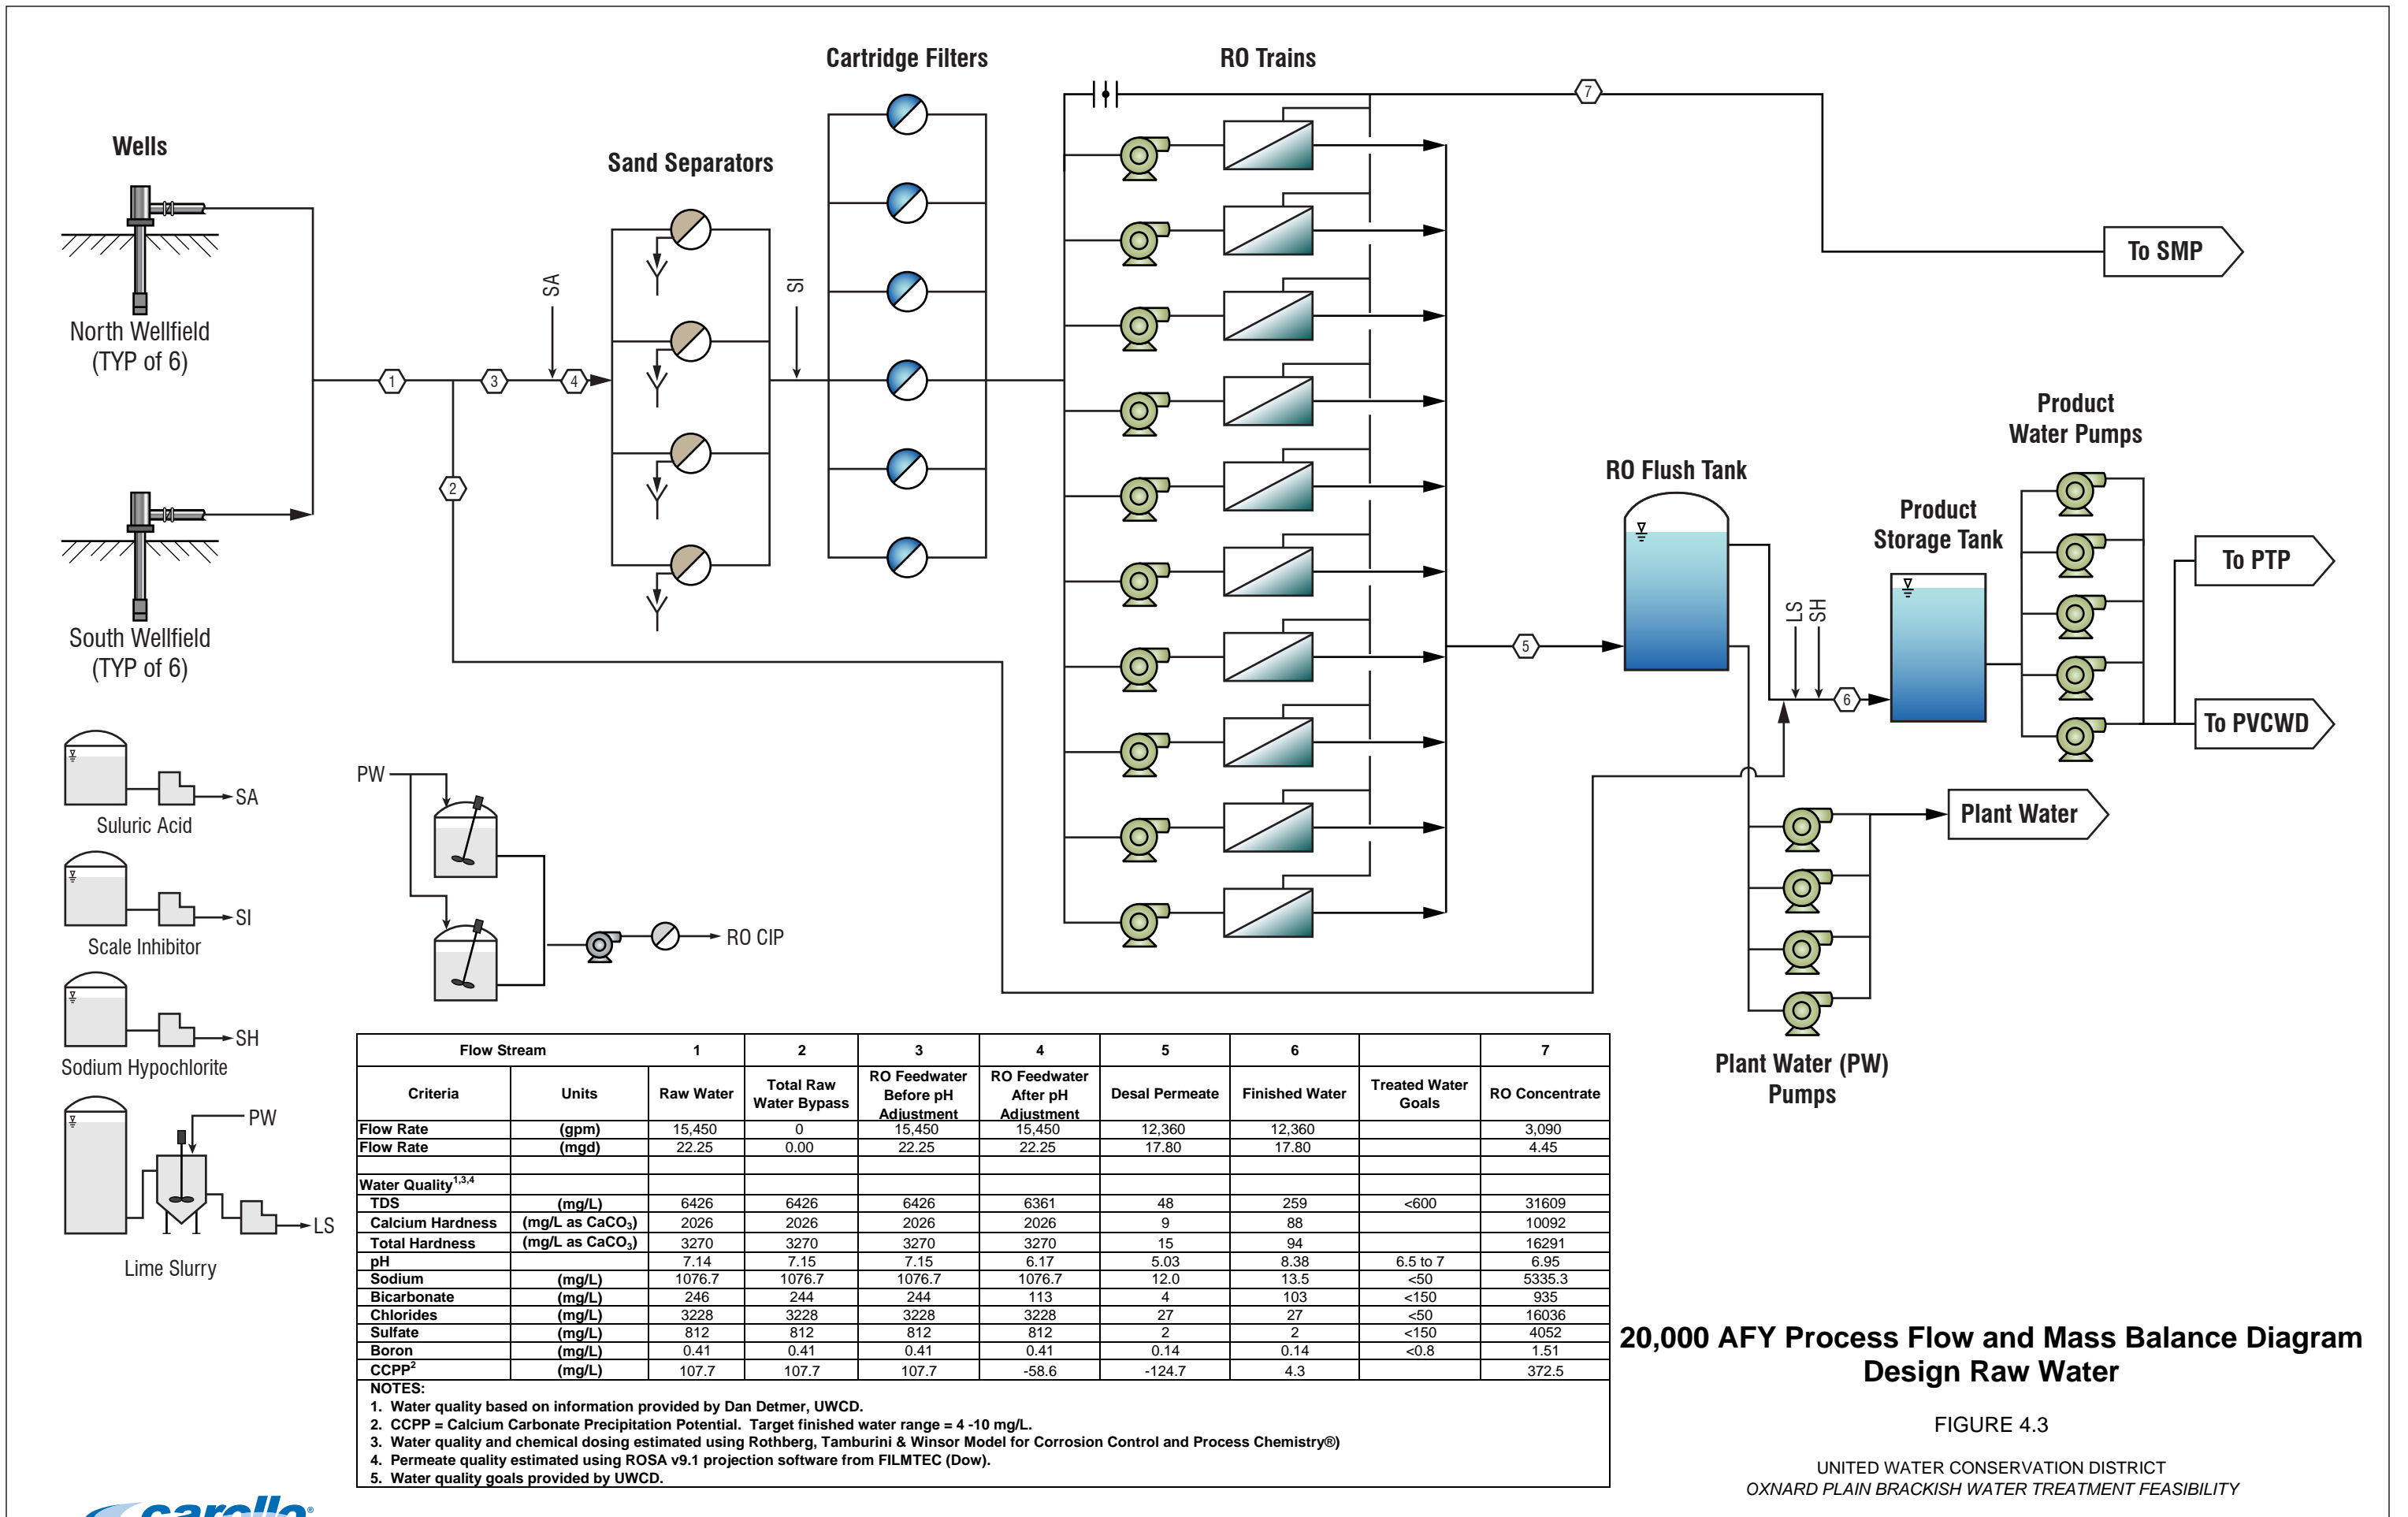 Cartridge Filters
RO Trains
Wells
Sand Separators
7
SA
SI
To SMP
North Wellfield
(TYP of 6)
1
3
4
2
South Wellfield
(TYP of 6)
Product
Water Pumps
RO Flush Tank
Product
Storage Tank
To PTP
LS
SH
5
6
To PVCWD
PW
SA
Suluric Acid
Plant Water
SI
Scale Inhibitor
RO CIP
SH
Sodium Hypochlorite
PW
LS
Lime Slurry
Plant Water (PW)
Pumps
Flow Stream 1 2 3 4 5 6 7
Criteria Units Raw Water Total Raw Water Bypass RO Feedwater Before pH Adjustment RO Feedwater After pH Adjustment Desal Permeate Finished Water Treated Water Goals RO Concentrate
Flow Rate (gpm) 15,450 0 15,450 15,450 12,360 12,360 3,090
Flow Rate (mgd) 22.25 0.00 22.25 22.25 17.80 17.80 4.45
Water Quality1,3,4
TDS (mg/L) 6426 6426 6426 6361 48 259 <600 31609
Calcium Hardness (mg/L as CaCO3) 2026 2026 2026 2026 9 88 10092
Total Hardness (mg/L as CaCO3) 3270 3270 3270 3270 15 94 16291
pH 7.14 7.15 7.15 6.17 5.03 8.38 6.5 to 7 6.95
Sodium (mg/L) 1076.7 1076.7 1076.7 1076.7 12.0 13.5 <50 5335.3
Bicarbonate (mg/L) 246 244 244 113 4 103 <150 935
Chlorides (mg/L) 3228 3228 3228 3228 27 27 <50 16036
Sulfate (mg/L) 812 812 812 812 2 2 <150 4052
Boron (mg/L) 0.41 0.41 0.41 0.41 0.14 0.14 <0.8 1.51
CCPP2 (mg/L) 107.7 107.7 107.7 -58.6 -124.7 4.3 372.5
NOTES:
1. Water quality based on information provided by Dan Detmer, UWCD.
2. CCPP = Calcium Carbonate Precipitation Potential. Target finished water range = 4 -10 mg/L.
3. Water quality and chemical dosing estimated using Rothberg, Tamburini & Winsor Model for Corrosion Control and Process Chemistry®)
4. Permeate quality estimated using ROSA v9.1 projection software from FILMTEC (Dow).
5. Water quality goals provided by UWCD.
20,000 AFY Process Flow and Mass Balance Diagram
Design Raw Water
FIGURE 4.3
UNITED WATER CONSERVATION DISTRICT
OXNARD PLAIN BRACKISH WATER TREATMENT FEASIBILITY
carollo®